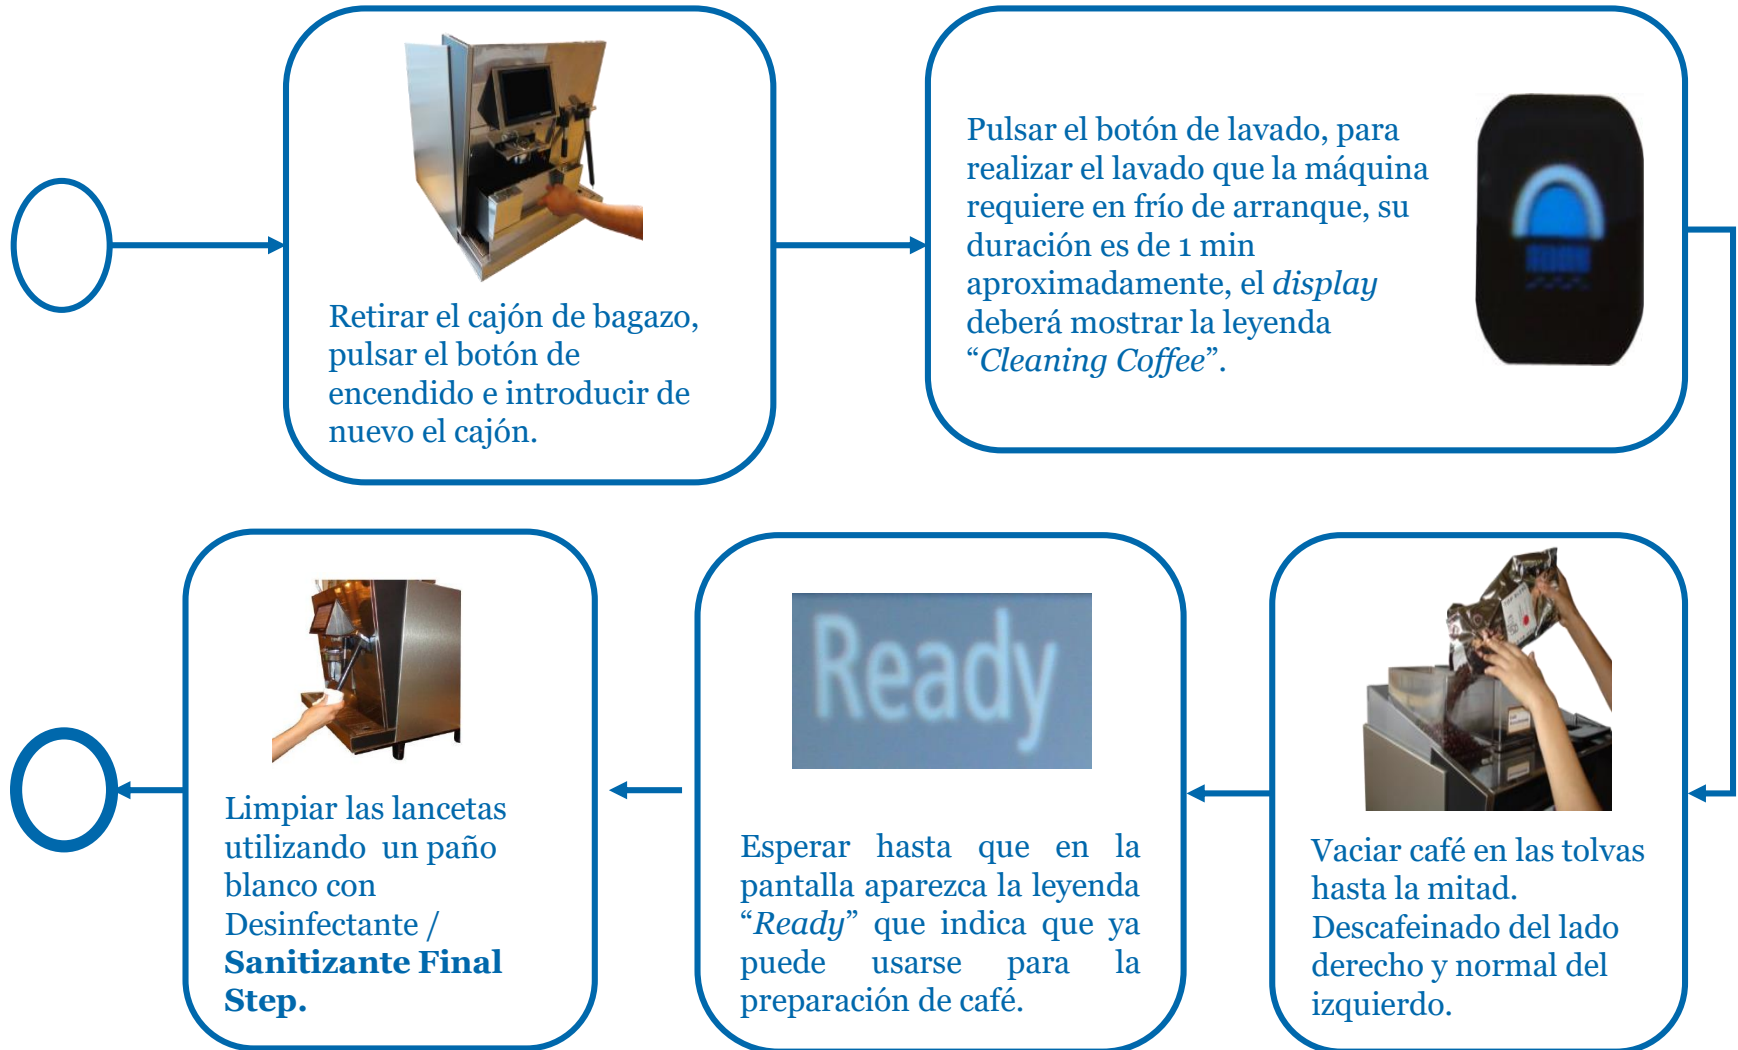 Retirar el cajón de bagazo,
pulsar el botón de
encendido e introducir de
nuevo el cajón.
Pulsar el botón de lavado, para
realizar el lavado que la máquina
requiere en frío de arranque, su
duración es de 1 min
aproximadamente, el display
deberá mostrar la leyenda
“Cleaning Coffee”.
Vaciar café en las tolvas
hasta la mitad.
Descafeinado del lado
derecho y normal del
izquierdo.
Ready
Esperar hasta que en la
pantalla aparezca la leyenda
“Ready” que indica que ya
puede usarse para la
preparación de café.
Limpiar las lancetas
utilizando un paño
blanco con
Desinfectante /
Sanitizante Final
Step.